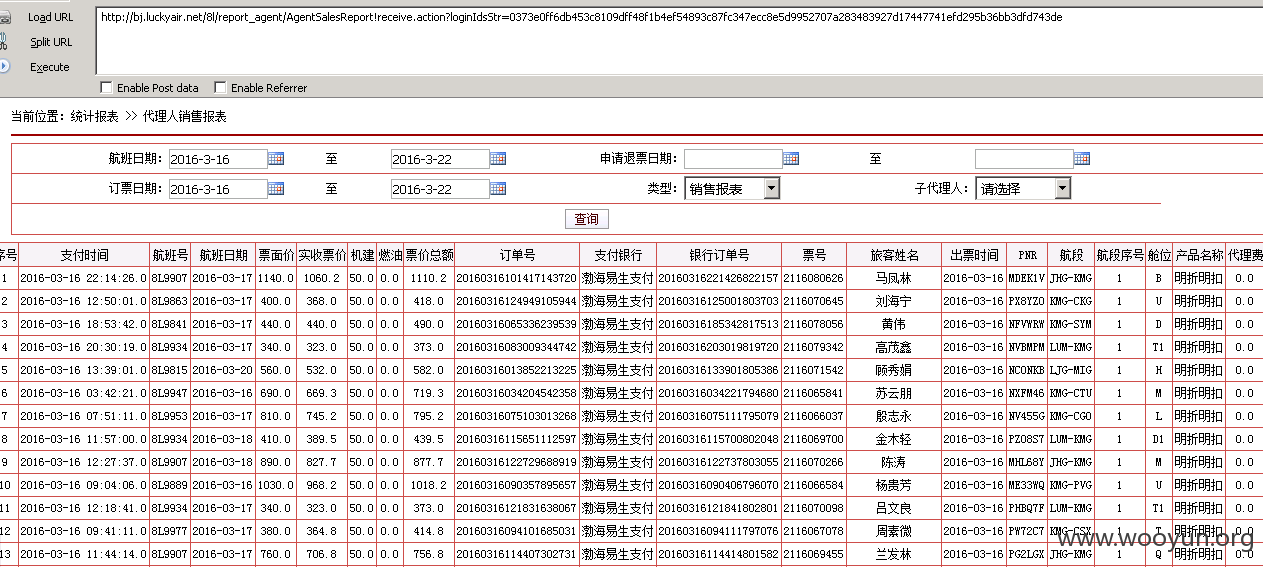 Load URL
http://bj.luckyair.net/8l/report_agent/AgentSalesReport!receive.action?loginIdsStr=0373e0ff6db453c8109dff48f1b4ef54893c87fc347ecc8e5d9952707a283483927d17447741efd295b36bb3dfd743de
Split URL
Execute
Enable Post data Enable Referrer
当前位置：统计报表 >> 代理人销售报表
航班日期： 2016-3-16 至 2016-3-22 申请退票日期： 至
订票日期： 2016-3-16 至 2016-3-22 类型： 销售报表 子代理人： 请选择
查询
序号 支付时间 航班号 航班日期 票面价 实收票价 机建 燃油 票价总额 订单号 支付银行 银行订单号 票号 旅客姓名 出票时间 PNR 航段 航段序号 舱位 产品名称 代理费
1 2016-03-16 22:14:26.0 8L9907 2016-03-17 1140.0 1060.2 50.0 0.0 1110.2 20160316101417143720 渤海易生支付 20160316221426822157 2116080626 马凤林 2016-03-16 MDEK1V JHG-KMG 1 B 明折明扣 0.0
2 2016-03-16 12:50:01.0 8L9863 2016-03-17 400.0 368.0 50.0 0.0 418.0 20160316124949105944 渤海易生支付 20160316125001803703 2116070645 刘海宁 2016-03-16 PX8YZO KMG-CKG 1 U 明折明扣 0.0
3 2016-03-16 18:53:42.0 8L9841 2016-03-17 440.0 440.0 50.0 0.0 490.0 20160316065336239539 渤海易生支付 20160316185342817513 2116078056 黄伟 2016-03-16 NFVWRW KMG-SYM 1 D 明折明扣 0.0
4 2016-03-16 20:30:19.0 8L9934 2016-03-17 340.0 323.0 50.0 0.0 373.0 20160316083009344742 渤海易生支付 20160316203019819720 2116079342 高茂鑫 2016-03-16 NVBMPM LUM-KMG 1 T1 明折明扣 0.0
5 2016-03-16 13:39:01.0 8L9815 2016-03-20 560.0 532.0 50.0 0.0 582.0 20160316013852213225 渤海易生支付 20160316133901805386 2116071542 顾秀娟 2016-03-16 NCONKB LJG-MIG 1 H 明折明扣 0.0
6 2016-03-16 03:42:21.0 8L9947 2016-03-16 690.0 669.3 50.0 0.0 719.3 20160316034204542358 渤海易生支付 20160316034221794680 2116065841 苏云朋 2016-03-16 NXFM46 KMG-CTU 1 M 明折明扣 0.0
7 2016-03-16 07:51:11.0 8L9953 2016-03-17 810.0 745.2 50.0 0.0 795.2 20160316075103013268 渤海易生支付 20160316075111795079 2116066037 殷志永 2016-03-16 NV455G KMG-CGO 1 L 明折明扣 0.0
8 2016-03-16 11:57:00.0 8L9934 2016-03-18 410.0 389.5 50.0 0.0 439.5 20160316115651112597 渤海易生支付 20160316115700802048 2116069700 金木轻 2016-03-16 PZO8S7 LUM-KMG 1 D1 明折明扣 0.0
9 2016-03-16 12:27:37.0 8L9907 2016-03-18 890.0 827.7 50.0 0.0 877.7 20160316122729688919 渤海易生支付 20160316122737803055 2116070266 陈涛 2016-03-16 MHL68Y JHG-KMG 1 M 明折明扣 0.0
10 2016-03-16 09:04:06.0 8L9889 2016-03-16 1030.0 968.2 50.0 0.0 1018.2 20160316090357895657 渤海易生支付 20160316090406796070 2116066584 杨贵芳 2016-03-16 ME33WQ KMG-PVG 1 U 明折明扣 0.0
11 2016-03-16 12:18:41.0 8L9934 2016-03-17 340.0 323.0 50.0 0.0 373.0 20160316121831638067 渤海易生支付 20160316121841802801 2116070098 吕文良 2016-03-16 PHBQ7F LUM-KMG 1 T1 明折明扣 0.0
12 2016-03-16 09:41:11.0 8L9977 2016-03-17 380.0 364.8 50.0 0.0 414.8 20160316094101685031 渤海易生支付 20160316094111797076 2116067078 周素微 2016-03-16 PW72C7 KMG-CSX 1 T 明折明扣 0.0
13 2016-03-16 11:44:14.0 8L9907 2016-03-17 760.0 706.8 50.0 0.0 756.8 20160316114407302731 渤海易生支付 20160316114414801582 2116069455 兰发林 2016-03-16 PG2LGX JHG-KMG 1 Q 明折明扣 0.0
www.wooyun.org